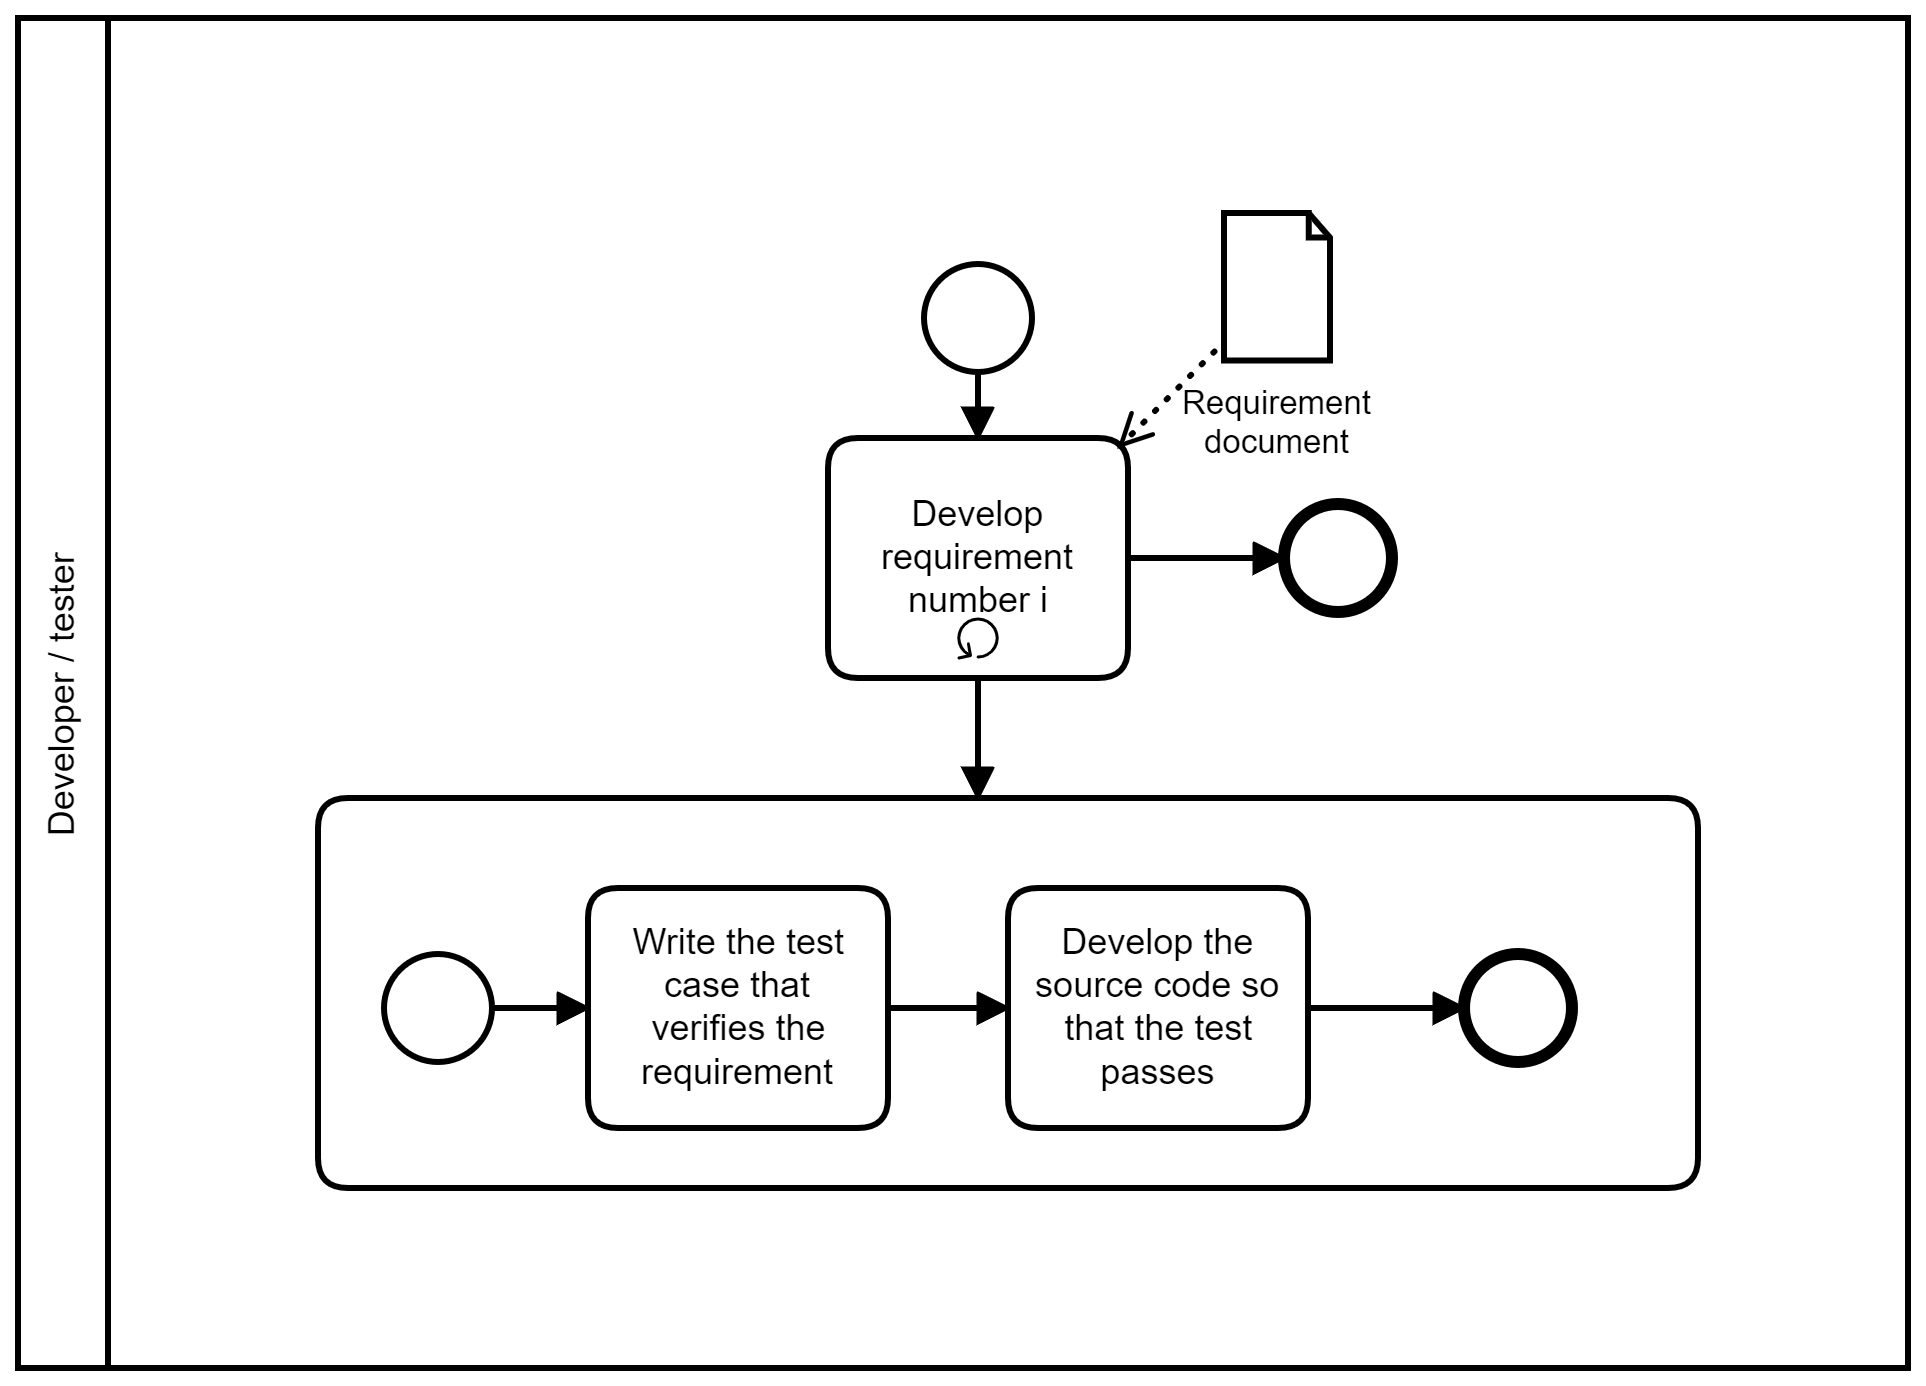 Developer / tester
Requirement
document
Develop
requirement
number i
Write the test
case that
verifies the
requirement
Develop the
source code so
that the test
passes